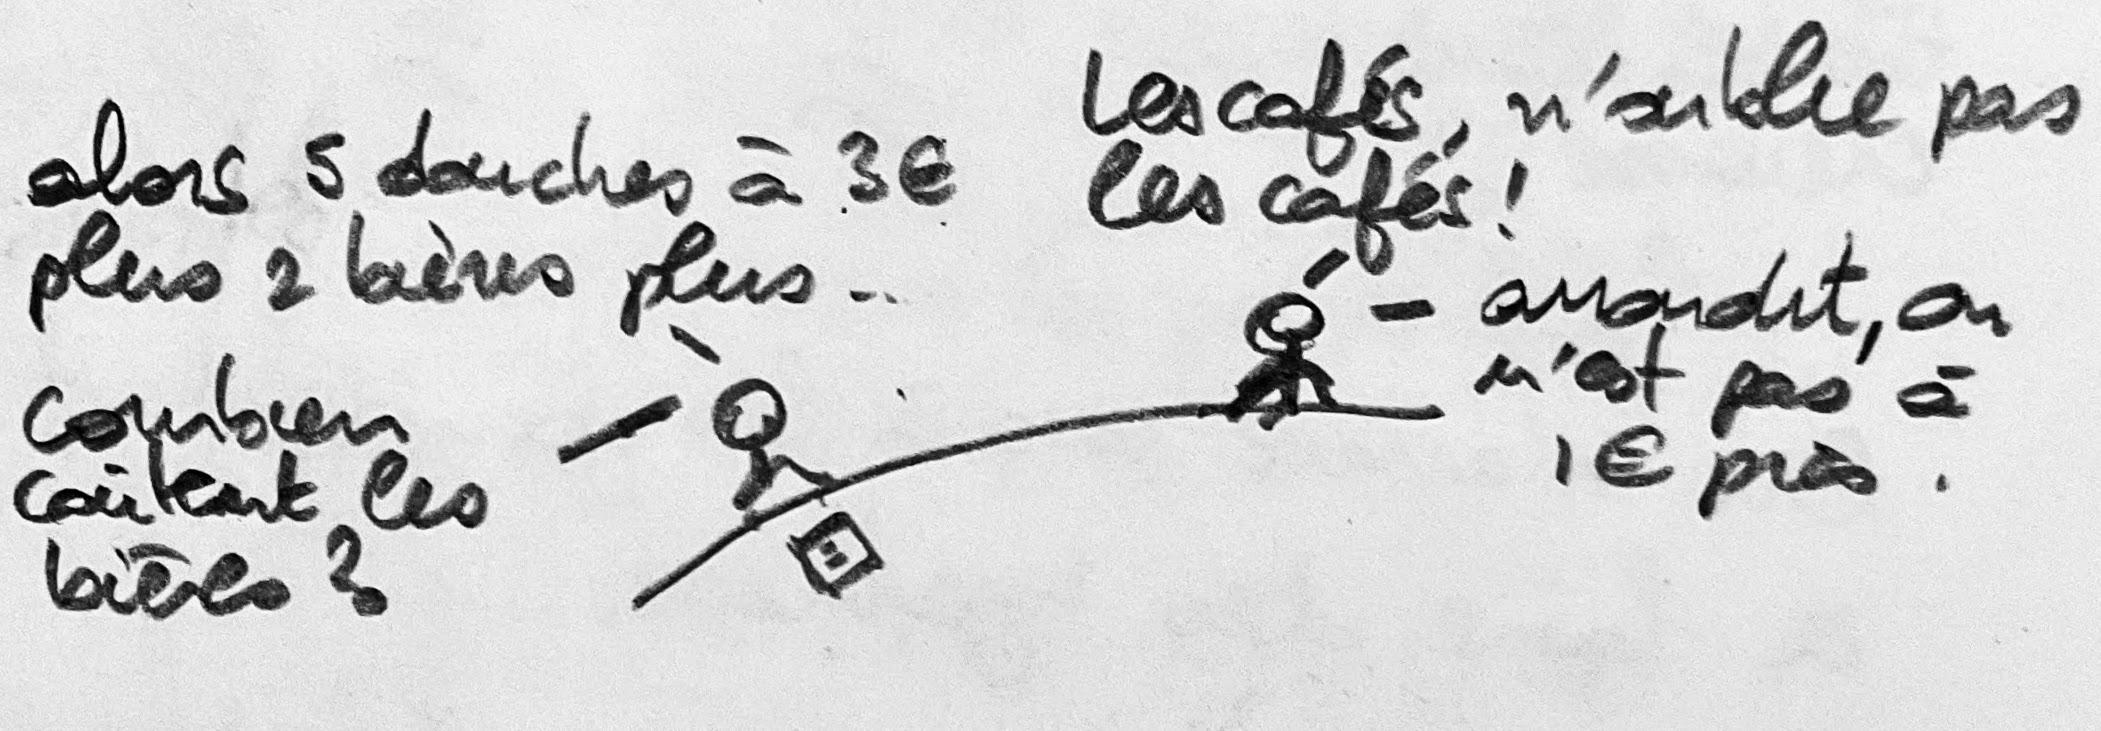 alors 5 douches à 3€
plus 2 bières plus..
combien
coûtent les
bières ?
Les cafés, n'oublie pas
les cafés !
arrondit, on
n'est pas à
1€ près.